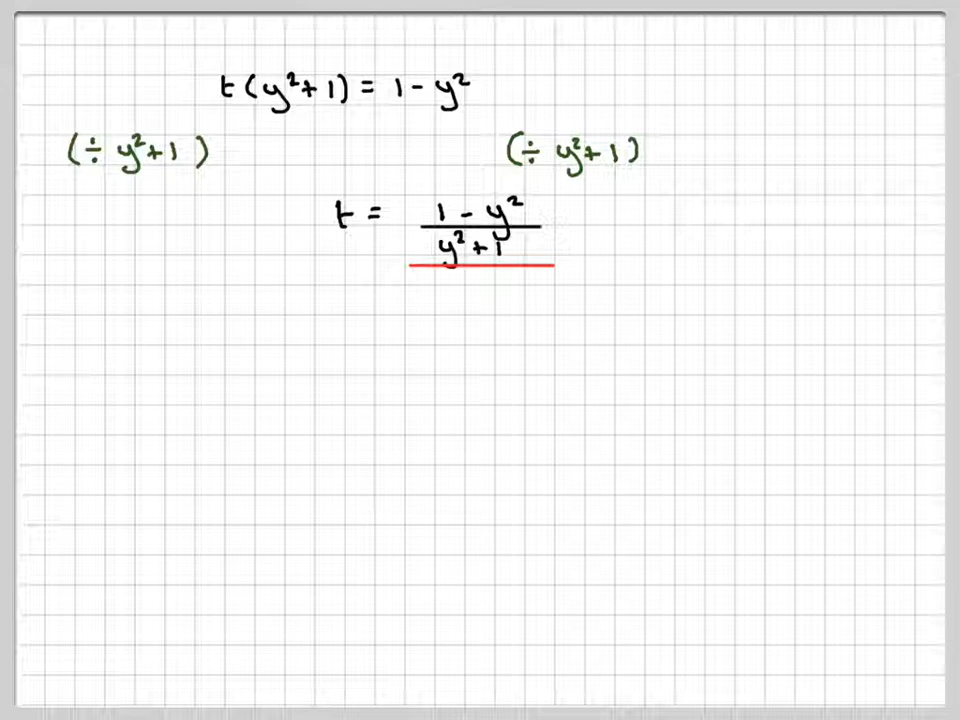 t(y²+1) = 1 - y²
(÷ y²+1) (÷ y²+1)
t = 1 - y²
y² + 1